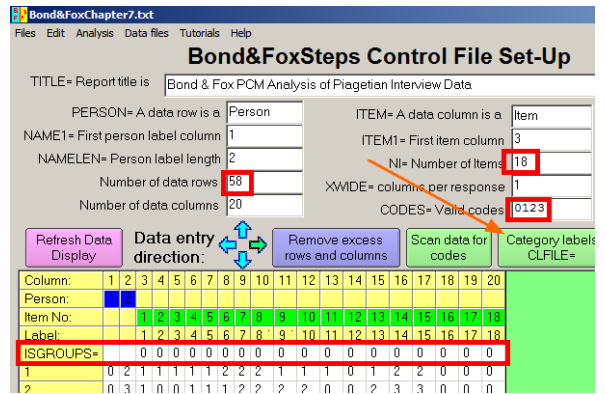 Bond&FoxChapter7.txt
Files Edit Analysis Data files Tutorials Help
Bond&FoxSteps Control File Set-Up
TITLE= Report title is Bond & Fox PCM Analysis of Piagetian Interview Data
PERSON= A data row is a Person ITEM= A data column is a Item
NAME1= First person label column 1 ITEM1= First item column 3
NAMELEN= Person label length 2 NI= Number of Items 18
Number of data rows 58 XWIDE= columns per response 1
Number of data columns 20 CODES= Valid codes 0123
Refresh Data Display Data entry direction: Remove excess rows and columns Scan data for codes Category labels CLFILE=
Column: 1 2 3 4 5 6 7 8 9 10 11 12 13 14 15 16 17 18 19 20
Person: 1 2
Item No: 1 2 3 4 5 6 7 8 9 10 11 12 13 14 15 16 17 18
Label: 1 2 3 4 5 6 7 8 9 10 11 12 13 14 15 16 17 18
ISGROUPS= 0 0 0 0 0 0 0 0 0 0 0 0 0 0 0 0 0 0
1 0 2 1 1 1 1 1 2 2 2 1 1 1 0 1 2 2 0 0 0
2 0 3 1 0 0 1 1 1 2 2 2 2 0 0 2 3 3 0 0 0